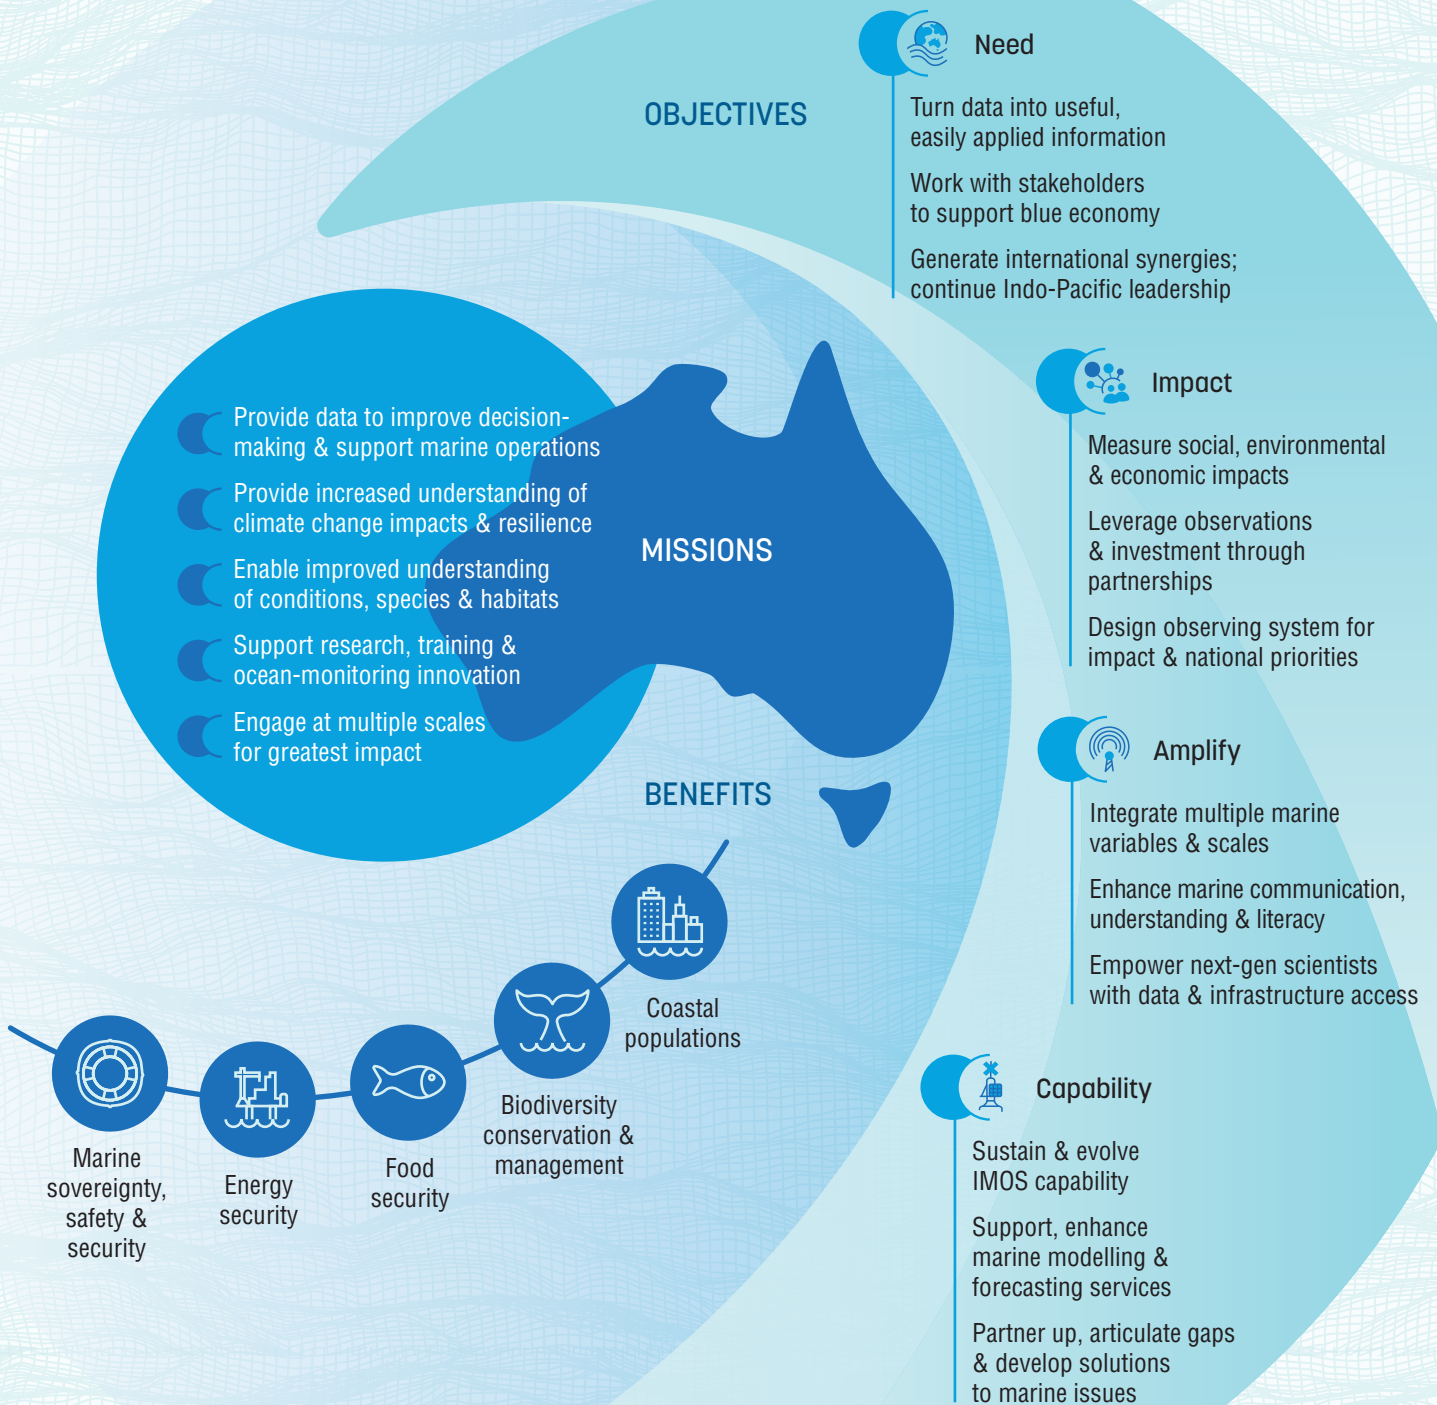 OBJECTIVES
Need
Turn data into useful,
easily applied information
Work with stakeholders
to support blue economy
Generate international synergies;
continue Indo-Pacific leadership
Impact
Measure social, environmental
& economic impacts
Leverage observations
& investment through
partnerships
Design observing system for
impact & national priorities
Amplify
Integrate multiple marine
variables & scales
Enhance marine communication,
understanding & literacy
Empower next-gen scientists
with data & infrastructure access
Capability
Sustain & evolve
IMOS capability
Support, enhance
marine modelling &
forecasting services
Partner up, articulate gaps
& develop solutions
to marine issues
MISSIONS
Provide data to improve decision-
making & support marine operations
Provide increased understanding of
climate change impacts & resilience
Enable improved understanding
of conditions, species & habitats
Support research, training &
ocean-monitoring innovation
Engage at multiple scales
for greatest impact
BENEFITS
Marine
sovereignty,
safety &
security
Energy
security
Food
security
Biodiversity
conservation &
management
Coastal
populations